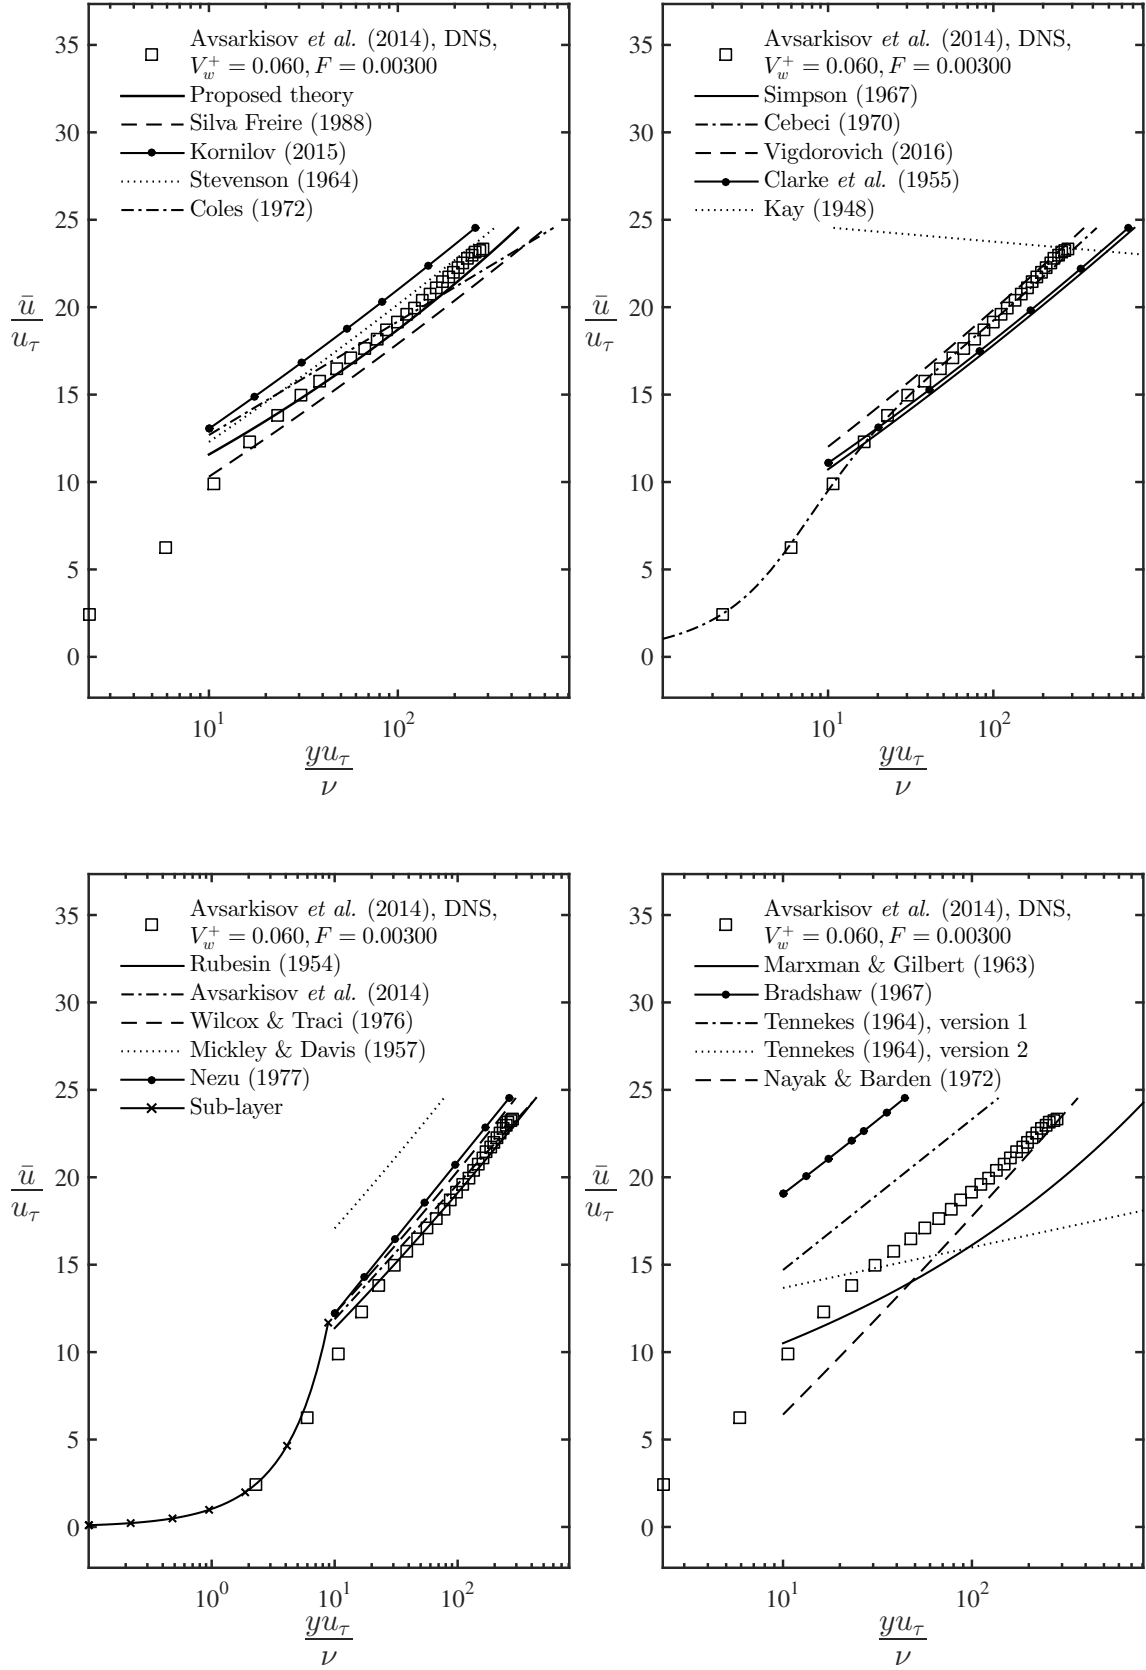 Avsarkisov et al. (2014), DNS,
V_w^+ = 0.060, F = 0.00300
Proposed theory
Silva Freire (1988)
Kornilov (2015)
Stevenson (1964)
Coles (1972)
35
30
25
20
15
10
5
0
ū/u_τ
10^1 10^2
yu_τ/ν
Avsarkisov et al. (2014), DNS,
V_w^+ = 0.060, F = 0.00300
Simpson (1967)
Cebeci (1970)
Vigdorovich (2016)
Clarke et al. (1955)
Kay (1948)
35
30
25
20
15
10
5
0
ū/u_τ
10^1 10^2
yu_τ/ν
Avsarkisov et al. (2014), DNS,
V_w^+ = 0.060, F = 0.00300
Rubesin (1954)
Avsarkisov et al. (2014)
Wilcox & Traci (1976)
Mickley & Davis (1957)
Nezu (1977)
Sub-layer
35
30
25
20
15
10
5
0
ū/u_τ
10^0 10^1 10^2
yu_τ/ν
Avsarkisov et al. (2014), DNS,
V_w^+ = 0.060, F = 0.00300
Marxman & Gilbert (1963)
Bradshaw (1967)
Tennekes (1964), version 1
Tennekes (1964), version 2
Nayak & Barden (1972)
35
30
25
20
15
10
5
0
ū/u_τ
10^1 10^2
yu_τ/ν